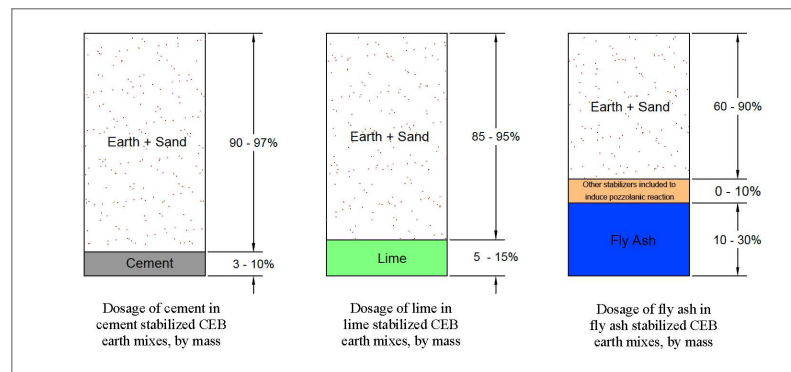 Earth + Sand
90 - 97%
Cement
3 - 10%
Dosage of cement in
cement stabilized CEB
earth mixes, by mass
Earth + Sand
85 - 95%
Lime
5 - 15%
Dosage of lime in
lime stabilized CEB
earth mixes, by mass
Earth + Sand
60 - 90%
Other stabilizers included to
induce pozzolanic reaction
0 - 10%
Fly Ash
10 - 30%
Dosage of fly ash in
fly ash stabilized CEB
earth mixes, by mass